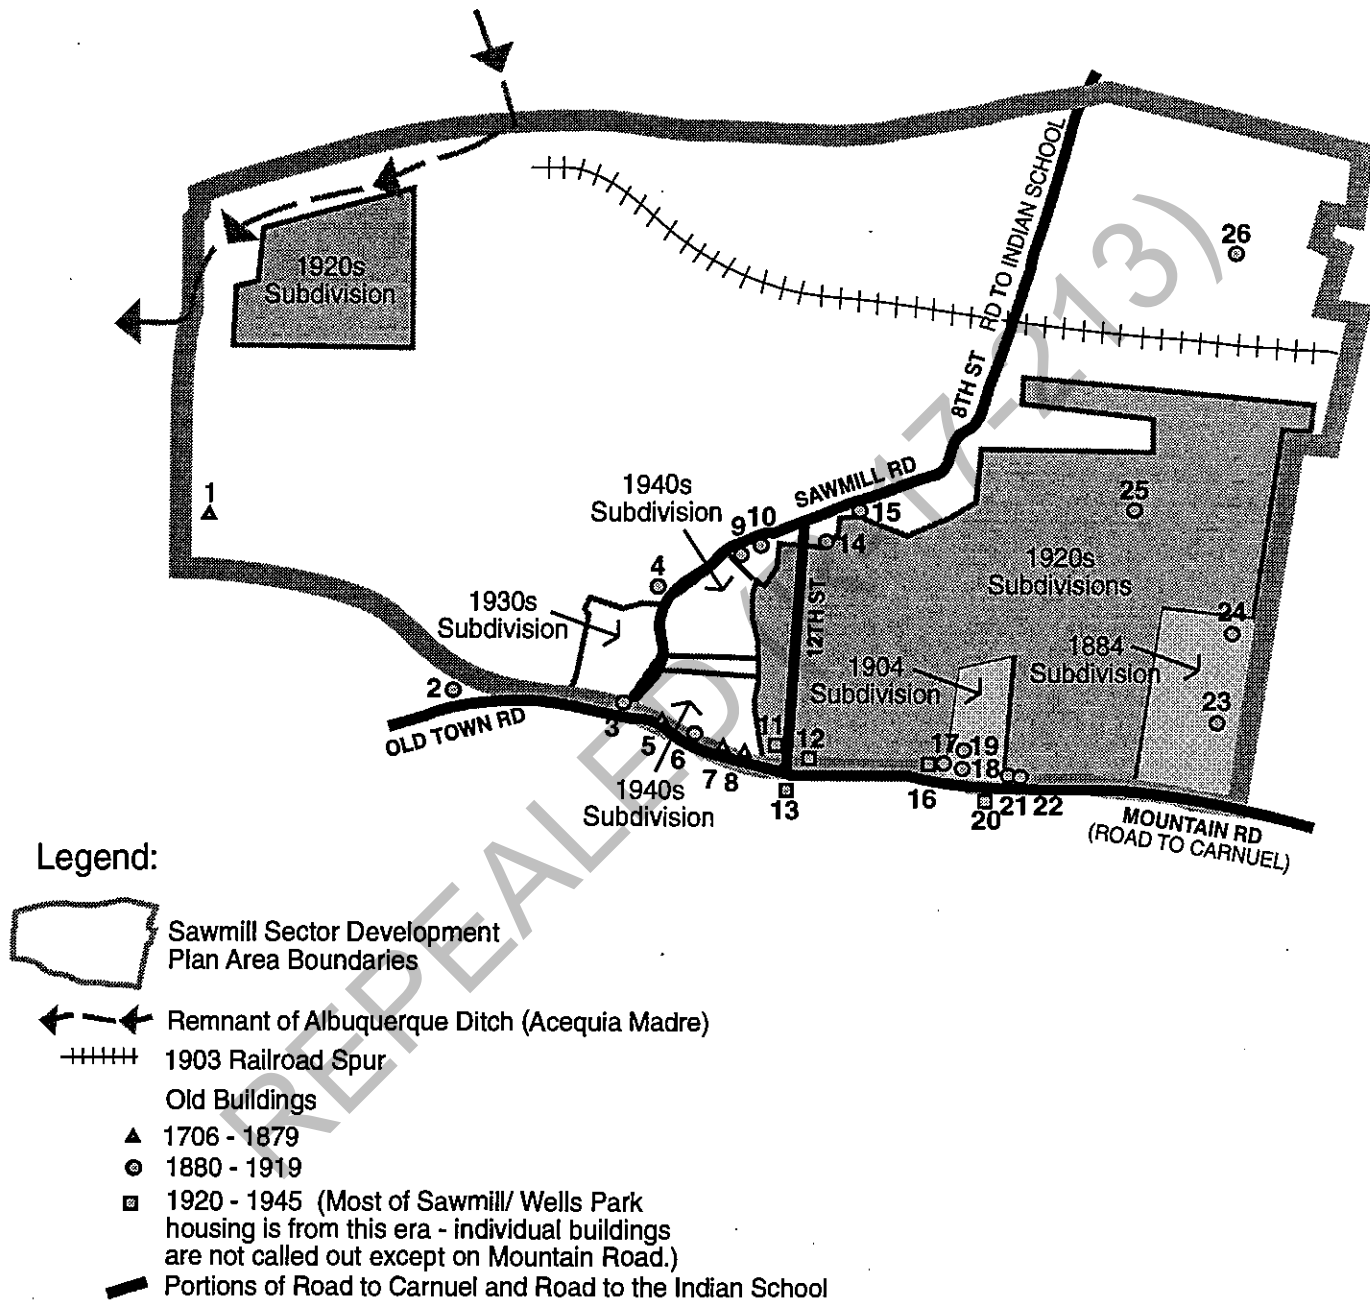 26
RD TO INDIAN SCHOOL
1920s
Subdivision
8TH ST
1
1940s
Subdivision
SAWMILL RD
9 10
15
14
25
4
12TH ST
1920s
Subdivisions
1930s
Subdivision
24
1884
Subdivision
1904
Subdivision
2
3
23
OLD TOWN RD
5
6
7 8
11
12
13
17 19
18
16
20
21 22
1940s
Subdivision
MOUNTAIN RD
(ROAD TO CARNUEL)
REPEALED (17-213)
Legend:
Sawmill Sector Development
Plan Area Boundaries
Remnant of Albuquerque Ditch (Acequia Madre)
1903 Railroad Spur
Old Buildings
1706 - 1879
1880 - 1919
1920 - 1945 (Most of Sawmill/ Wells Park
housing is from this era - individual buildings
are not called out except on Mountain Road.)
Portions of Road to Carnuel and Road to the Indian School